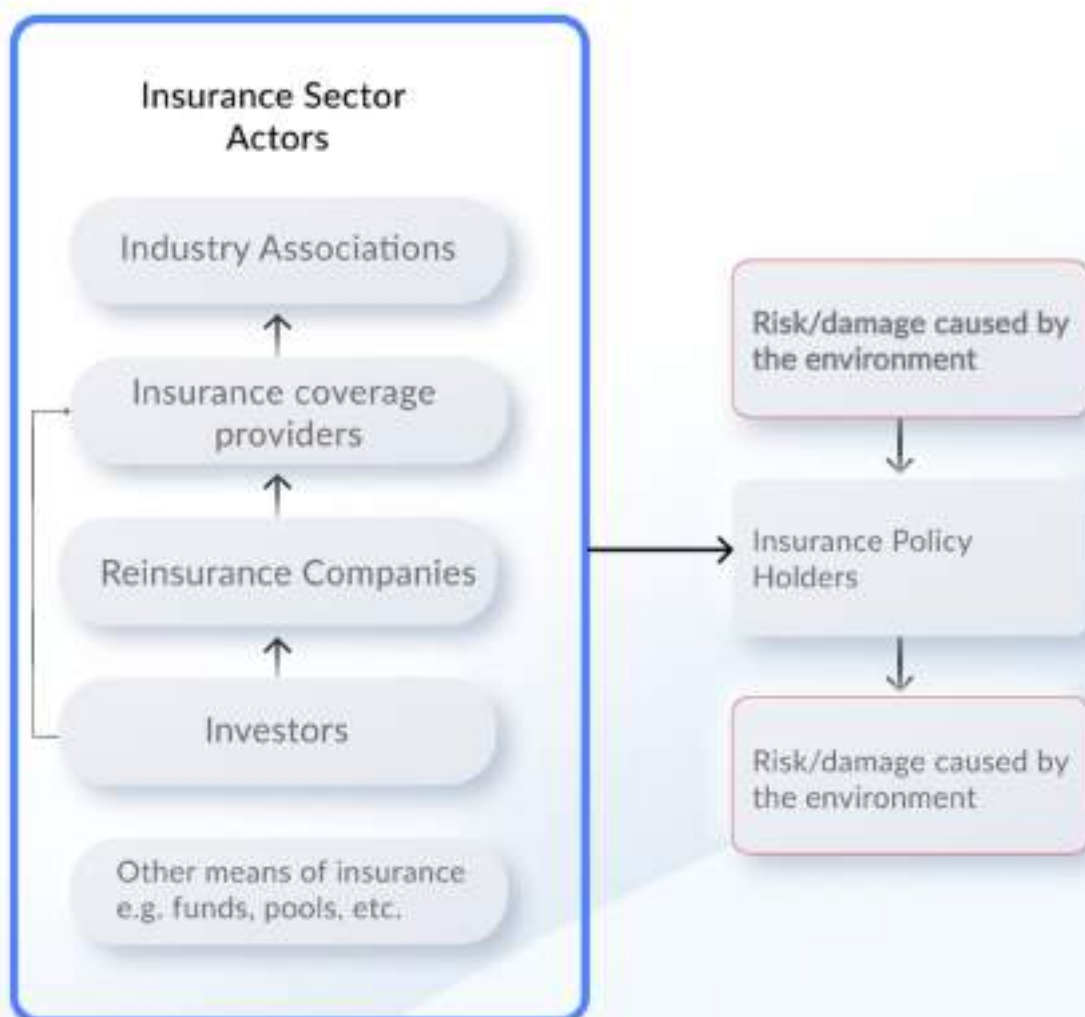 Insurance Sector
Actors
Industry Associations
Insurance coverage
providers
Reinsurance Companies
Investors
Other means of insurance
e.g. funds, pools, etc.
Risk/damage caused by
the environment
Insurance Policy
Holders
Risk/damage caused by
the environment